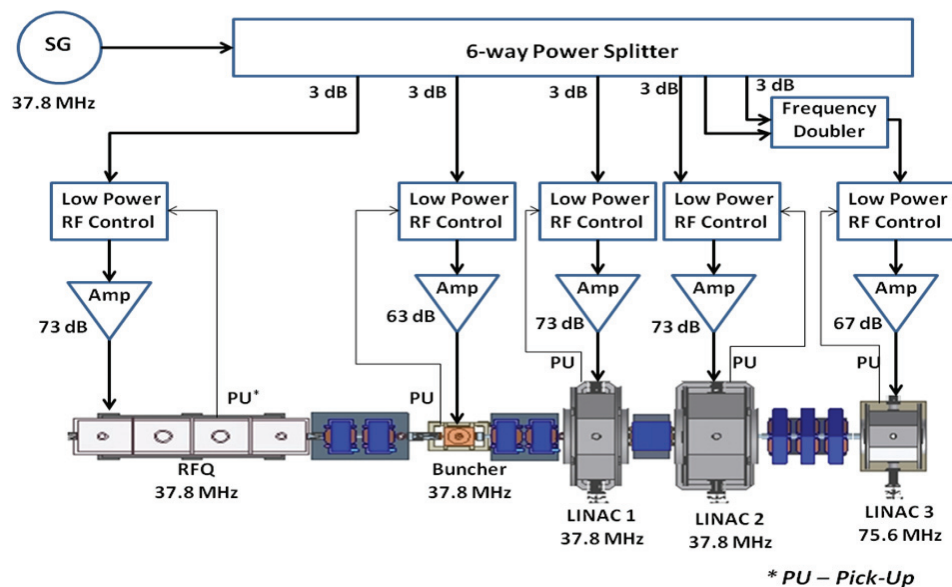 SG
6-way Power Splitter
37.8 MHz
3 dB
3 dB
3 dB
3 dB
3 dB
Frequency
Doubler
Low Power
RF Control
Low Power
RF Control
Low Power
RF Control
Low Power
RF Control
Low Power
RF Control
Amp
73 dB
Amp
63 dB
Amp
73 dB
Amp
73 dB
Amp
67 dB
PU*
PU
PU
PU
PU
RFQ
37.8 MHz
Buncher
37.8 MHz
LINAC 1
37.8 MHz
LINAC 2
37.8 MHz
LINAC 3
75.6 MHz
* PU – Pick-Up